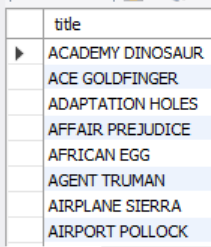 title
ACADEMY DINOSAUR
ACE GOLDFINGER
ADAPTATION HOLES
AFFAIR PREJUDICE
AFRICAN EGG
AGENT TRUMAN
AIRPLANE SIERRA
AIRPORT POLLOCK